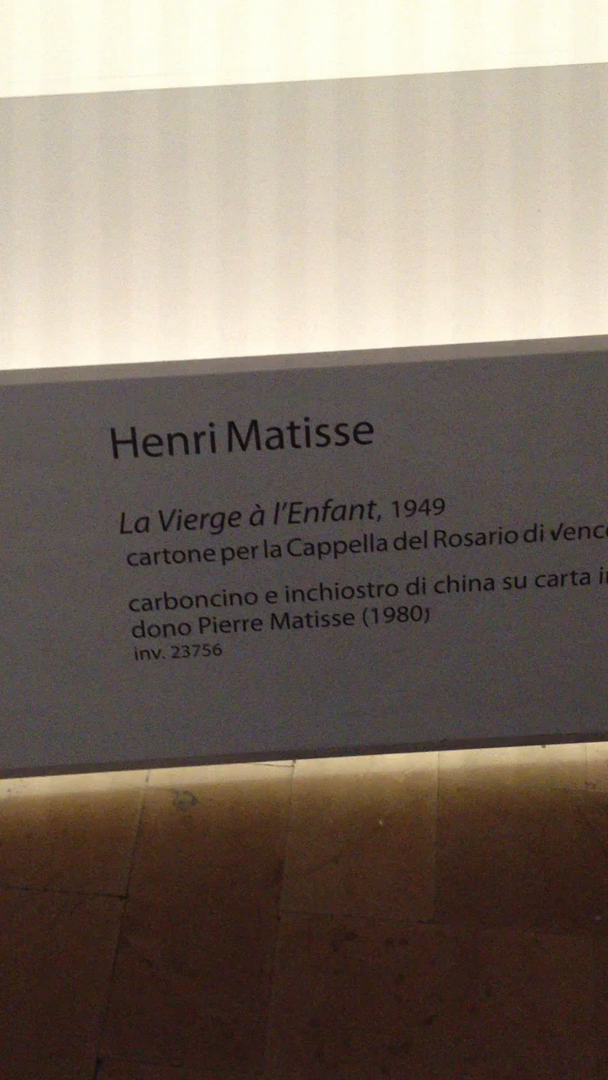 Henri Matisse
La Vierge à l'Enfant, 1949
cartone per la Cappella del Rosario di
carboncino e inchiostro di china su carta
dono Pierre Matisse (1980)
inv. 23756